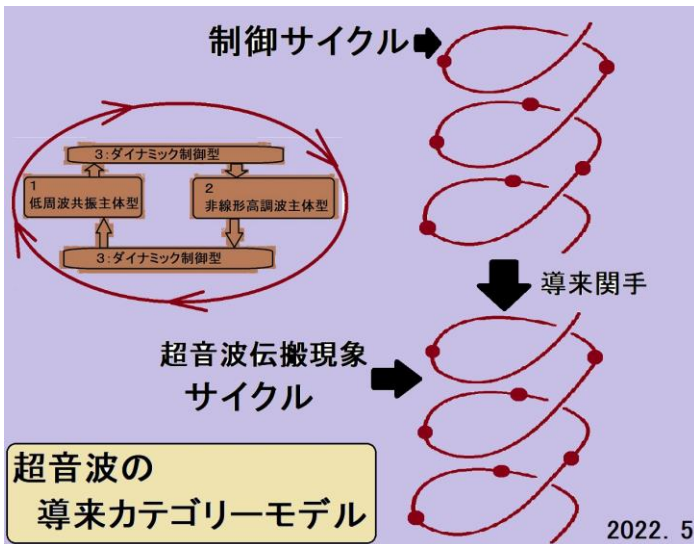 制御サイクル
3:ダイナミック制御型
1
低周波共振主体型
2
非線形高調波主体型
3:ダイナミック制御型
導来関手
超音波伝搬現象
サイクル
超音波の
導来カテゴリーモデル
2022. 5